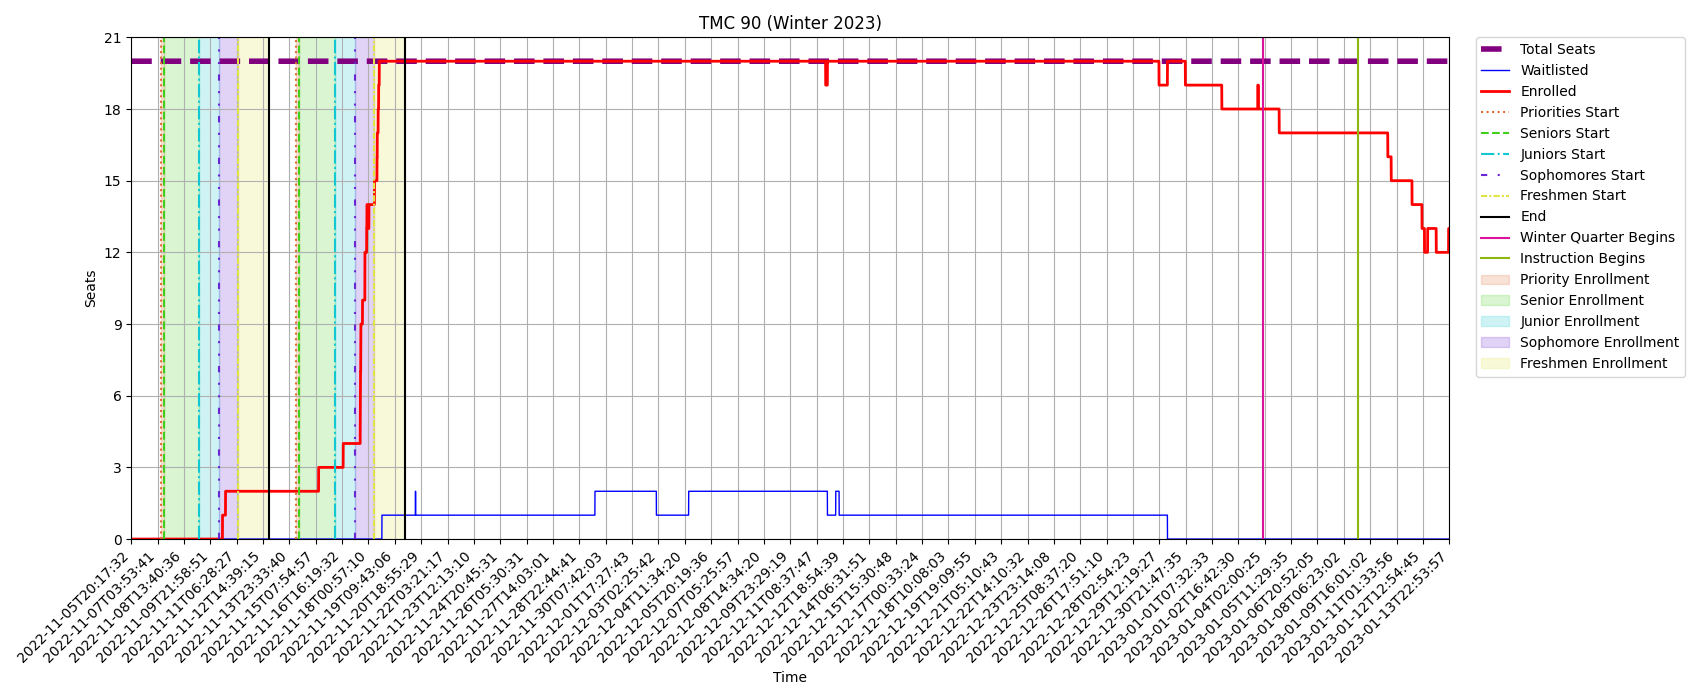 TMC 90 (Winter 2023)
21
18
15
12
9
6
3
0
Seats
2022-11-05T20:17:32
2022-11-07T03:53:41
2022-11-08T13:40:36
2022-11-09T21:58:51
2022-11-11T06:28:27
2022-11-12T14:39:15
2022-11-13T23:33:40
2022-11-15T07:54:57
2022-11-16T16:19:32
2022-11-18T00:57:10
2022-11-19T09:43:06
2022-11-20T18:55:29
2022-11-22T03:21:17
2022-11-23T12:13:10
2022-11-24T20:45:31
2022-11-26T05:30:31
2022-11-27T14:03:01
2022-11-28T22:44:41
2022-11-30T07:42:03
2022-12-01T17:27:43
2022-12-03T02:25:42
2022-12-04T11:34:20
2022-12-05T20:19:36
2022-12-07T05:25:57
2022-12-08T14:34:20
2022-12-09T23:29:19
2022-12-11T08:37:47
2022-12-12T18:54:39
2022-12-14T06:31:51
2022-12-15T15:30:48
2022-12-17T00:33:24
2022-12-18T10:08:03
2022-12-19T19:09:55
2022-12-21T05:10:43
2022-12-22T14:10:32
2022-12-23T23:14:08
2022-12-25T08:37:20
2022-12-26T17:51:10
2022-12-28T02:54:23
2022-12-29T12:19:27
2022-12-30T21:47:35
2023-01-01T07:32:33
2023-01-02T16:42:30
2023-01-04T02:00:25
2023-01-05T11:29:35
2023-01-06T20:52:05
2023-01-08T06:23:02
2023-01-09T16:01:02
2023-01-11T01:33:56
2023-01-12T12:54:45
2023-01-13T22:53:57
Time
Total Seats
Waitlisted
Enrolled
Priorities Start
Seniors Start
Juniors Start
Sophomores Start
Freshmen Start
End
Winter Quarter Begins
Instruction Begins
Priority Enrollment
Senior Enrollment
Junior Enrollment
Sophomore Enrollment
Freshmen Enrollment